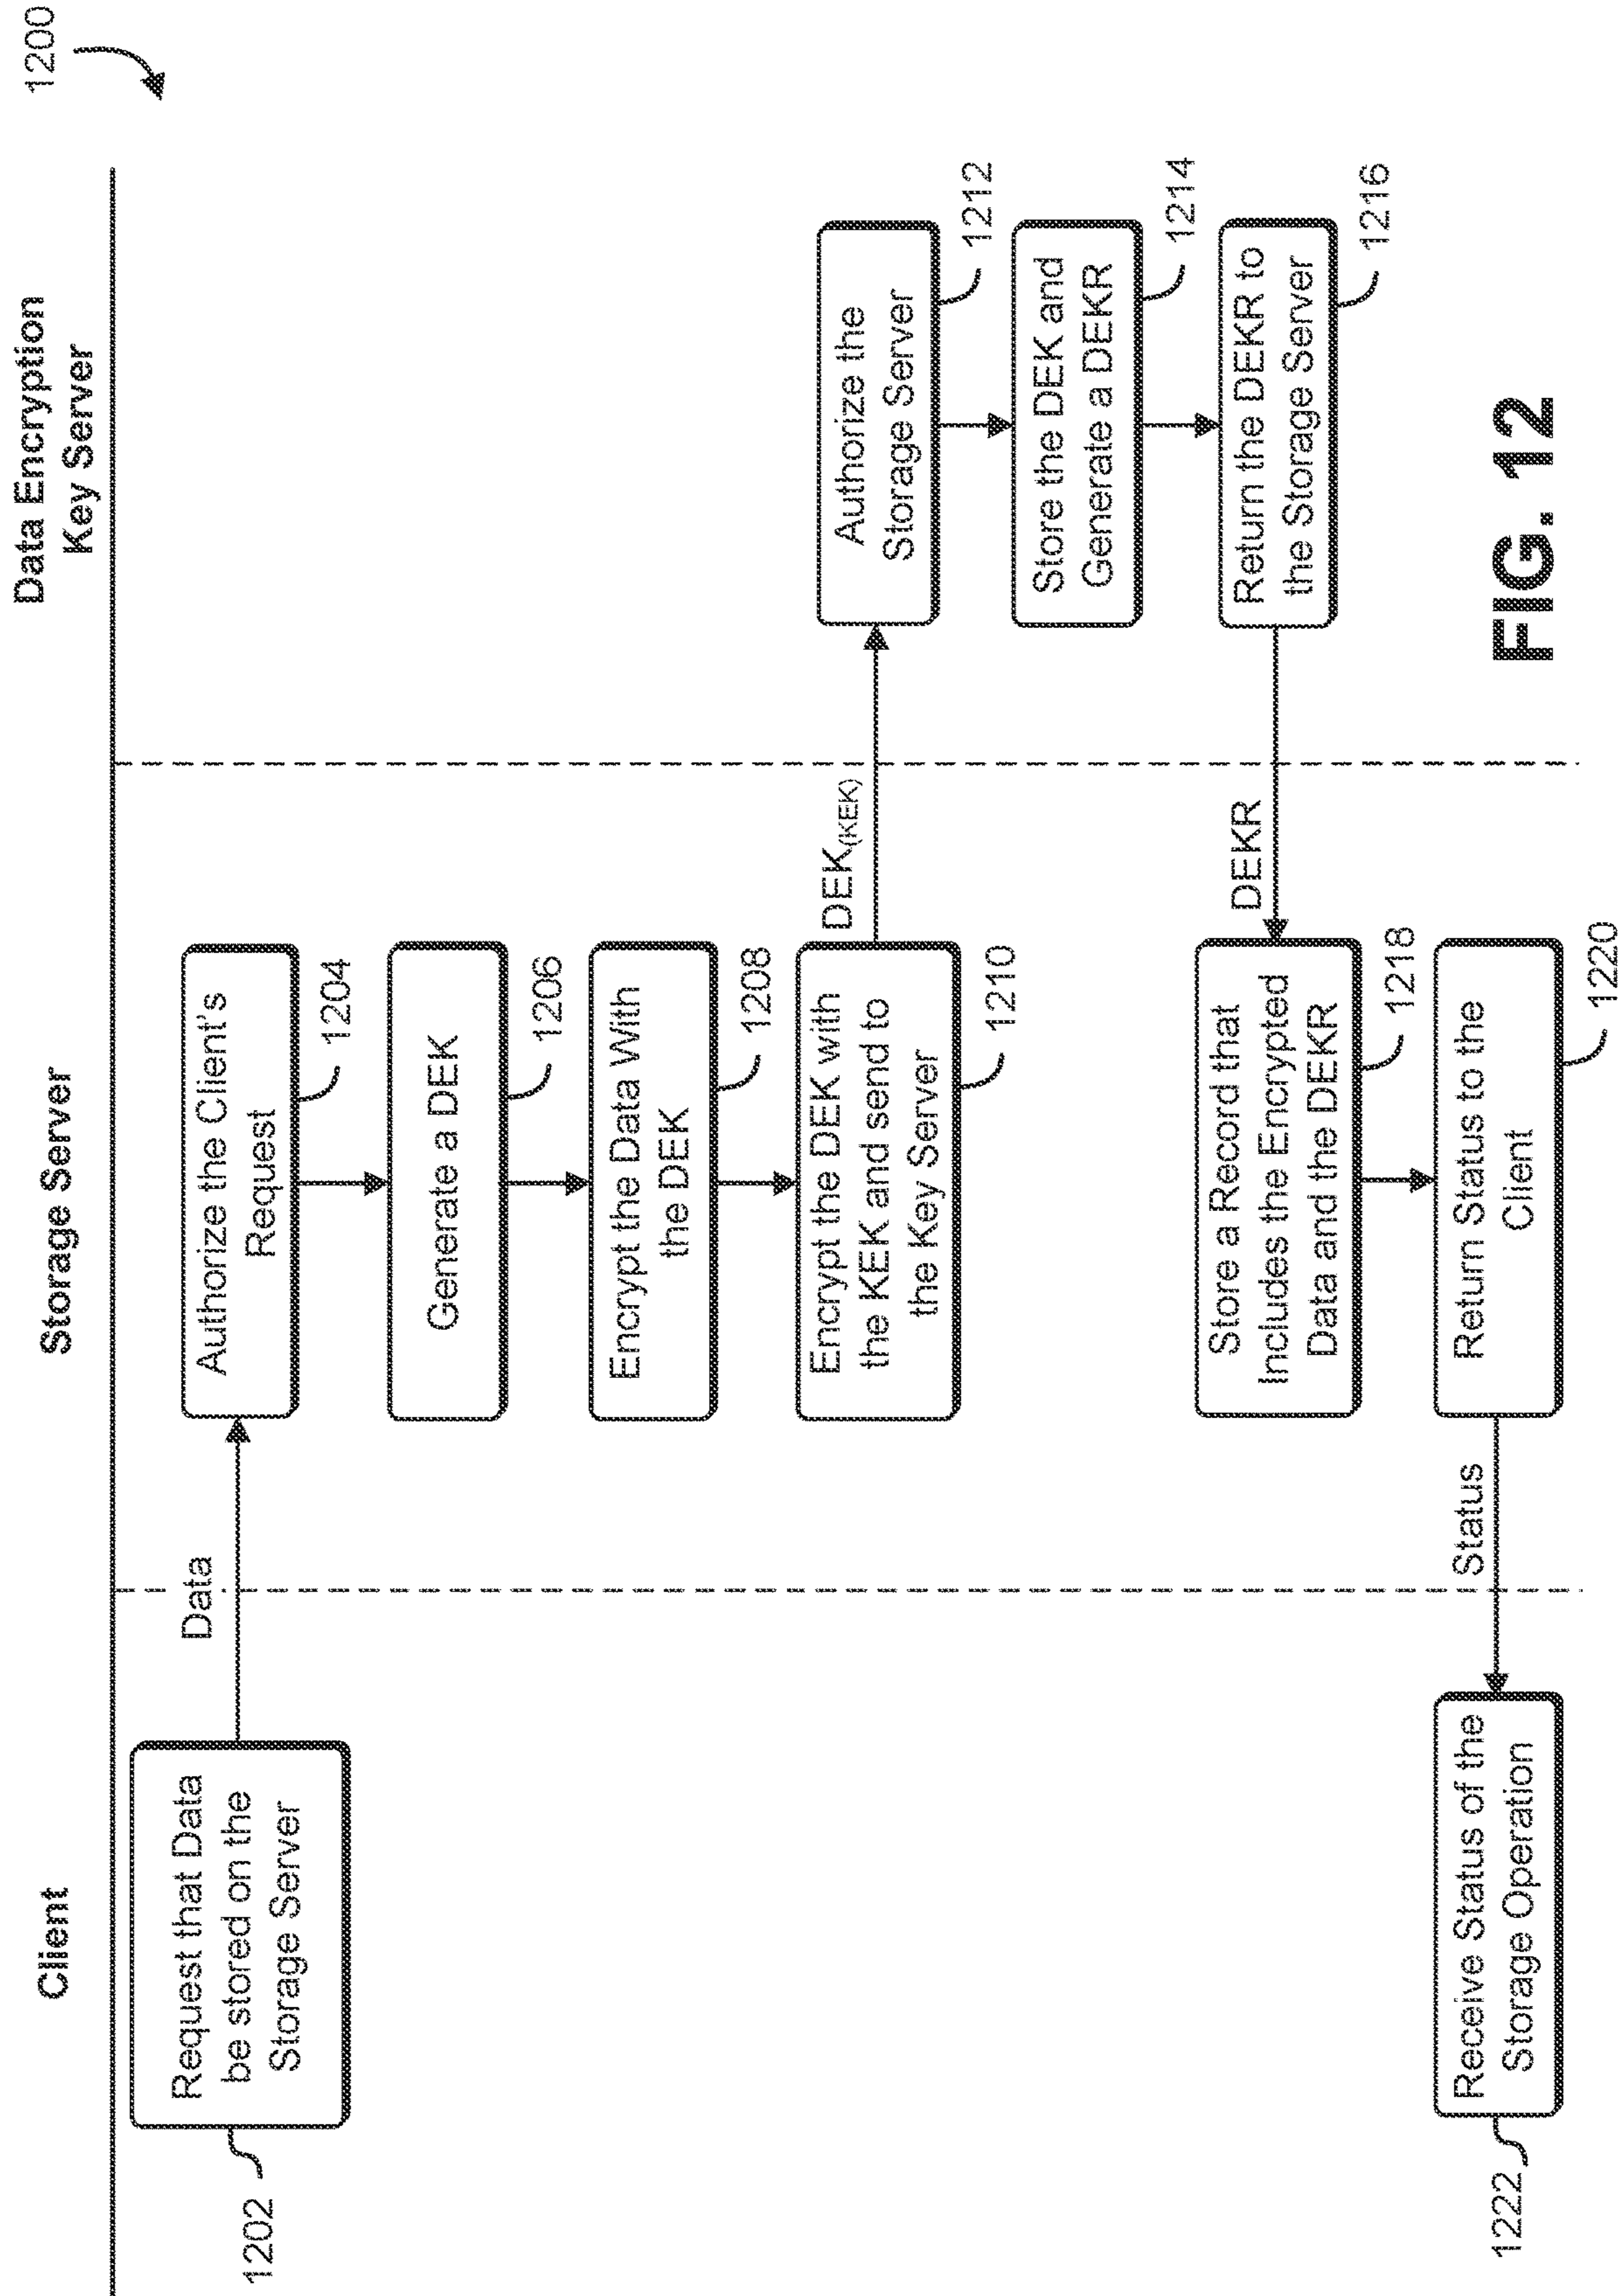 1200
Client
Storage Server
Data Encryption
Key Server
Request that Data
be stored on the
Storage Server
1202
Data
Authorize the Client's
Request
1204
Generate a DEK
1206
Encrypt the Data With
the DEK
1208
Encrypt the DEK with
the KEK and send to
the Key Server
1210
DEK(KEK)
Authorize the
Storage Server
1212
Store the DEK and
Generate a DEKR
1214
Return the DEKR to
the Storage Server
1216
DEKR
Store a Record that
Includes the Encrypted
Data and the DEKR
1218
Return Status to the
Client
1220
Status
Receive Status of the
Storage Operation
1222
FIG. 12